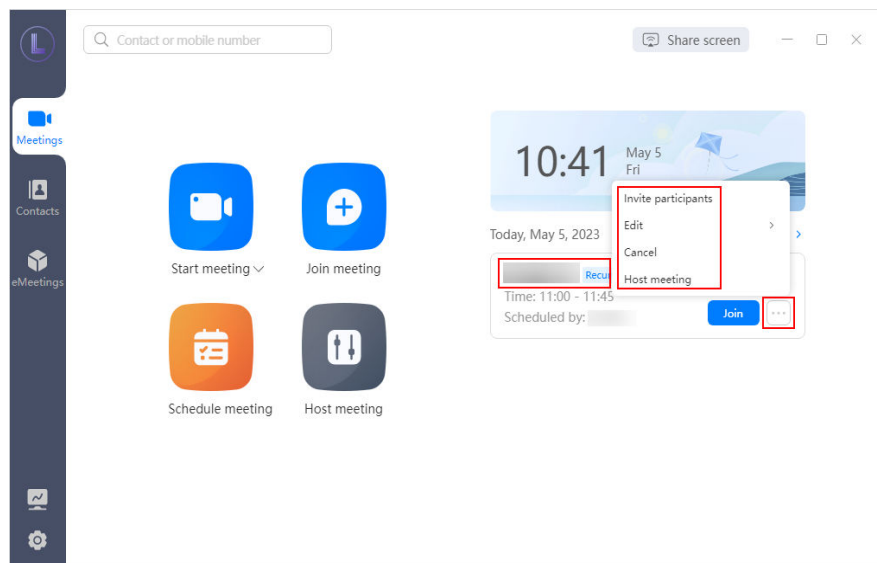 L
Contact or mobile number
Share screen
Meetings
Contacts
eMeetings
Start meeting
Join meeting
Schedule meeting
Host meeting
10:41
May 5
Fri
Today, May 5, 2023
Invite participants
Edit
Cancel
Host meeting
Recu
Time: 11:00 - 11:45
Scheduled by:
Join